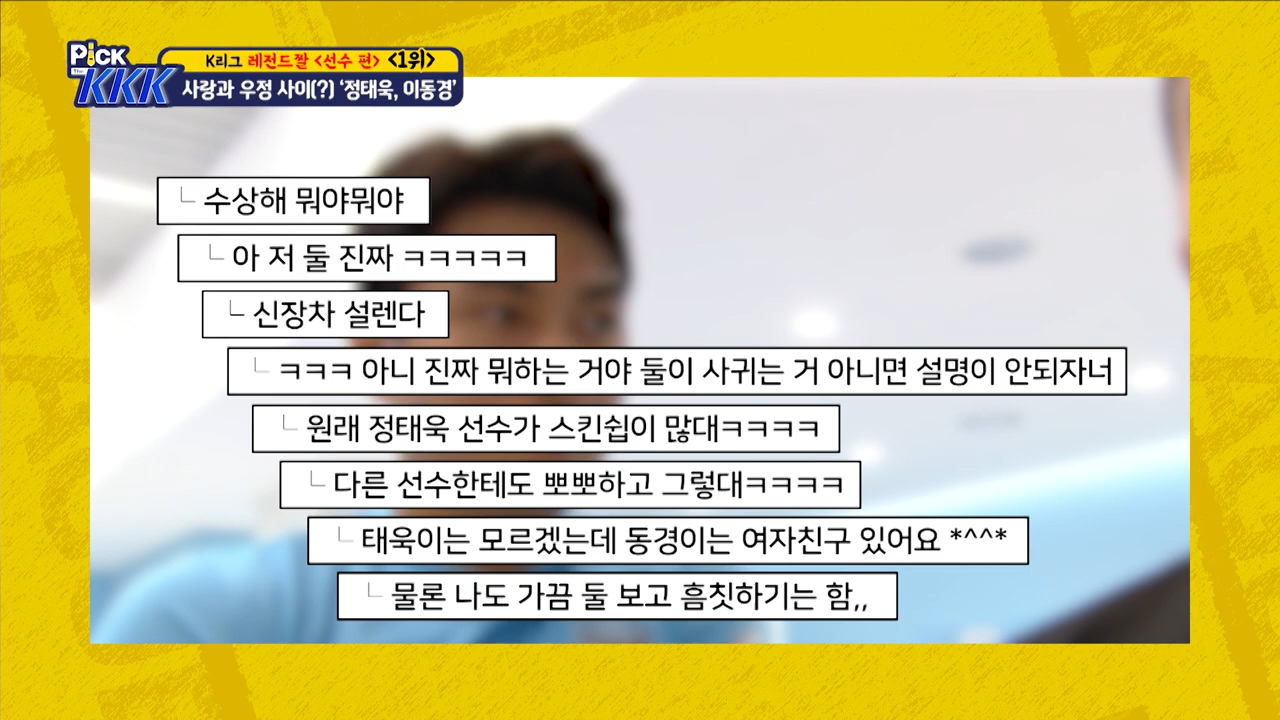 PiCK
The
KKK
K리그 레전드짤 <선수 편> <1위>
사랑과 우정 사이(?) ‘정태욱, 이동경’
└ 수상해 뭐야뭐야
└ 아 저 둘 진짜 ㅋㅋㅋㅋㅋ
└ 신장차 설렌다
└ ㅋㅋㅋ 아니 진짜 뭐하는 거야 둘이 사귀는 거 아니면 설명이 안되자너
└ 원래 정태욱 선수가 스킨쉽이 많대ㅋㅋㅋㅋ
└ 다른 선수한테도 뽀뽀하고 그렇대ㅋㅋㅋㅋ
└ 태욱이는 모르겠는데 동경이는 여자친구 있어요 *^^*
└ 물론 나도 가끔 둘 보고 흠칫하기는 함,,